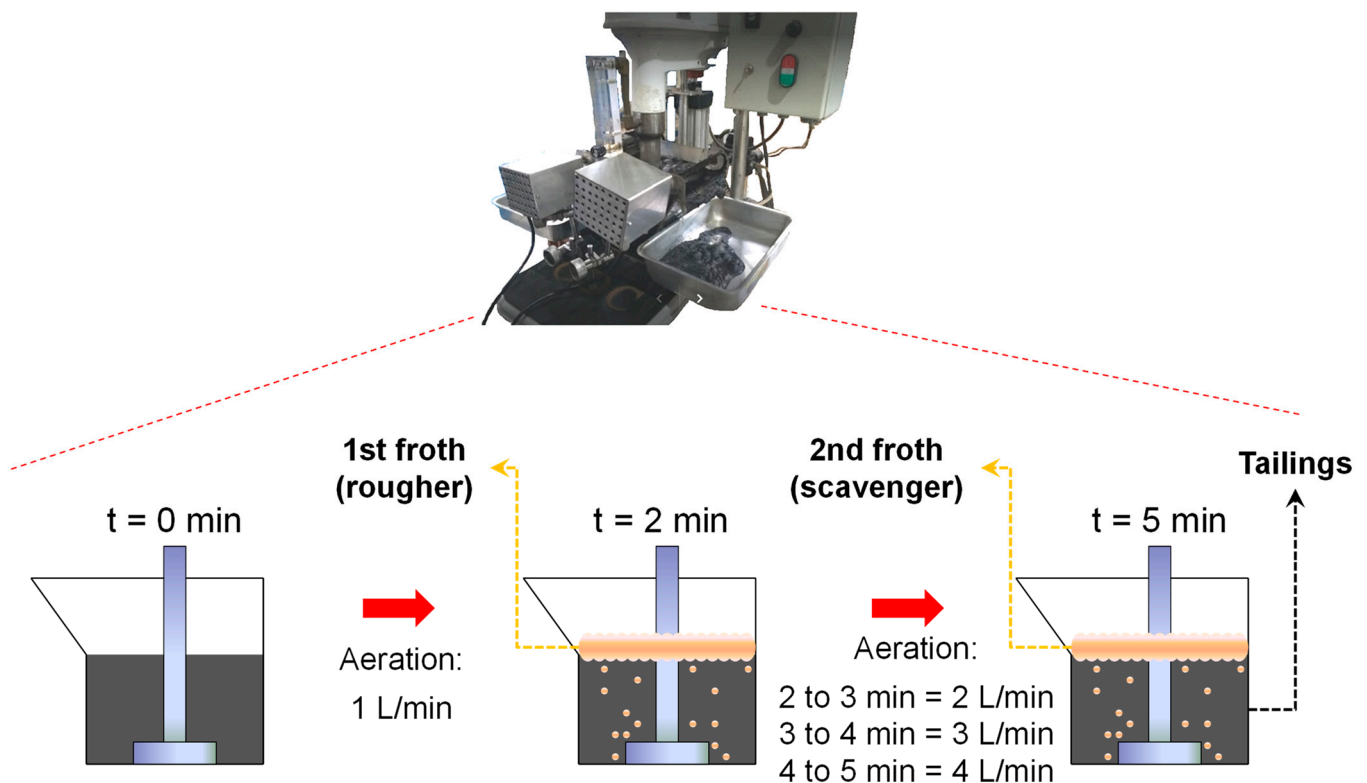 1st froth
(rougher)
2nd froth
(scavenger)
Tailings
t = 0 min
t = 2 min
t = 5 min
Aeration:
1 L/min
Aeration:
2 to 3 min = 2 L/min
3 to 4 min = 3 L/min
4 to 5 min = 4 L/min